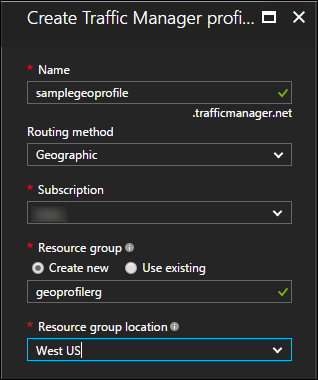 Create Traffic Manager profi...
* Name
samplegeoprofile
.trafficmanager.net
Routing method
Geographic
* Subscription
* Resource group
Create new Use existing
geoprofilerg
* Resource group location
West US